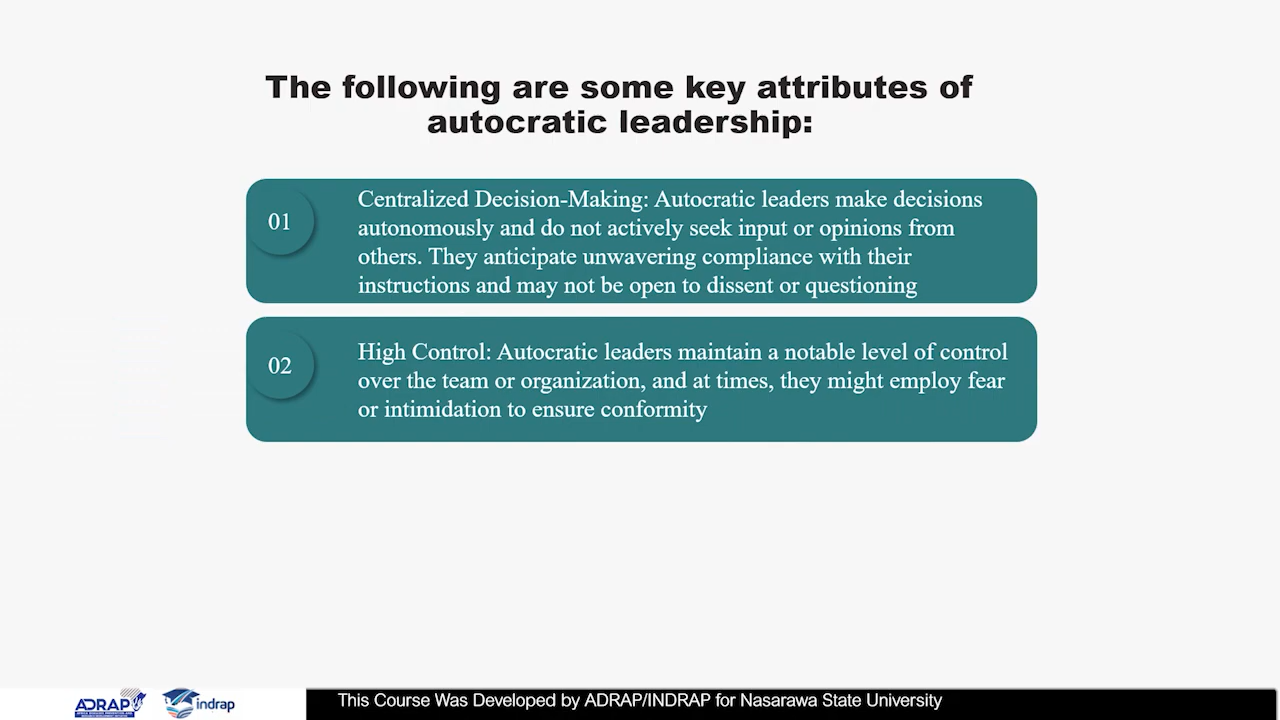 The following are some key attributes of
autocratic leadership:
01
Centralized Decision-Making: Autocratic leaders make decisions
autonomously and do not actively seek input or opinions from
others. They anticipate unwavering compliance with their
instructions and may not be open to dissent or questioning
02
High Control: Autocratic leaders maintain a notable level of control
over the team or organization, and at times, they might employ fear
or intimidation to ensure conformity
ADRAP
indrap
This Course Was Developed by ADRAP/INDRAP for Nasarawa State University